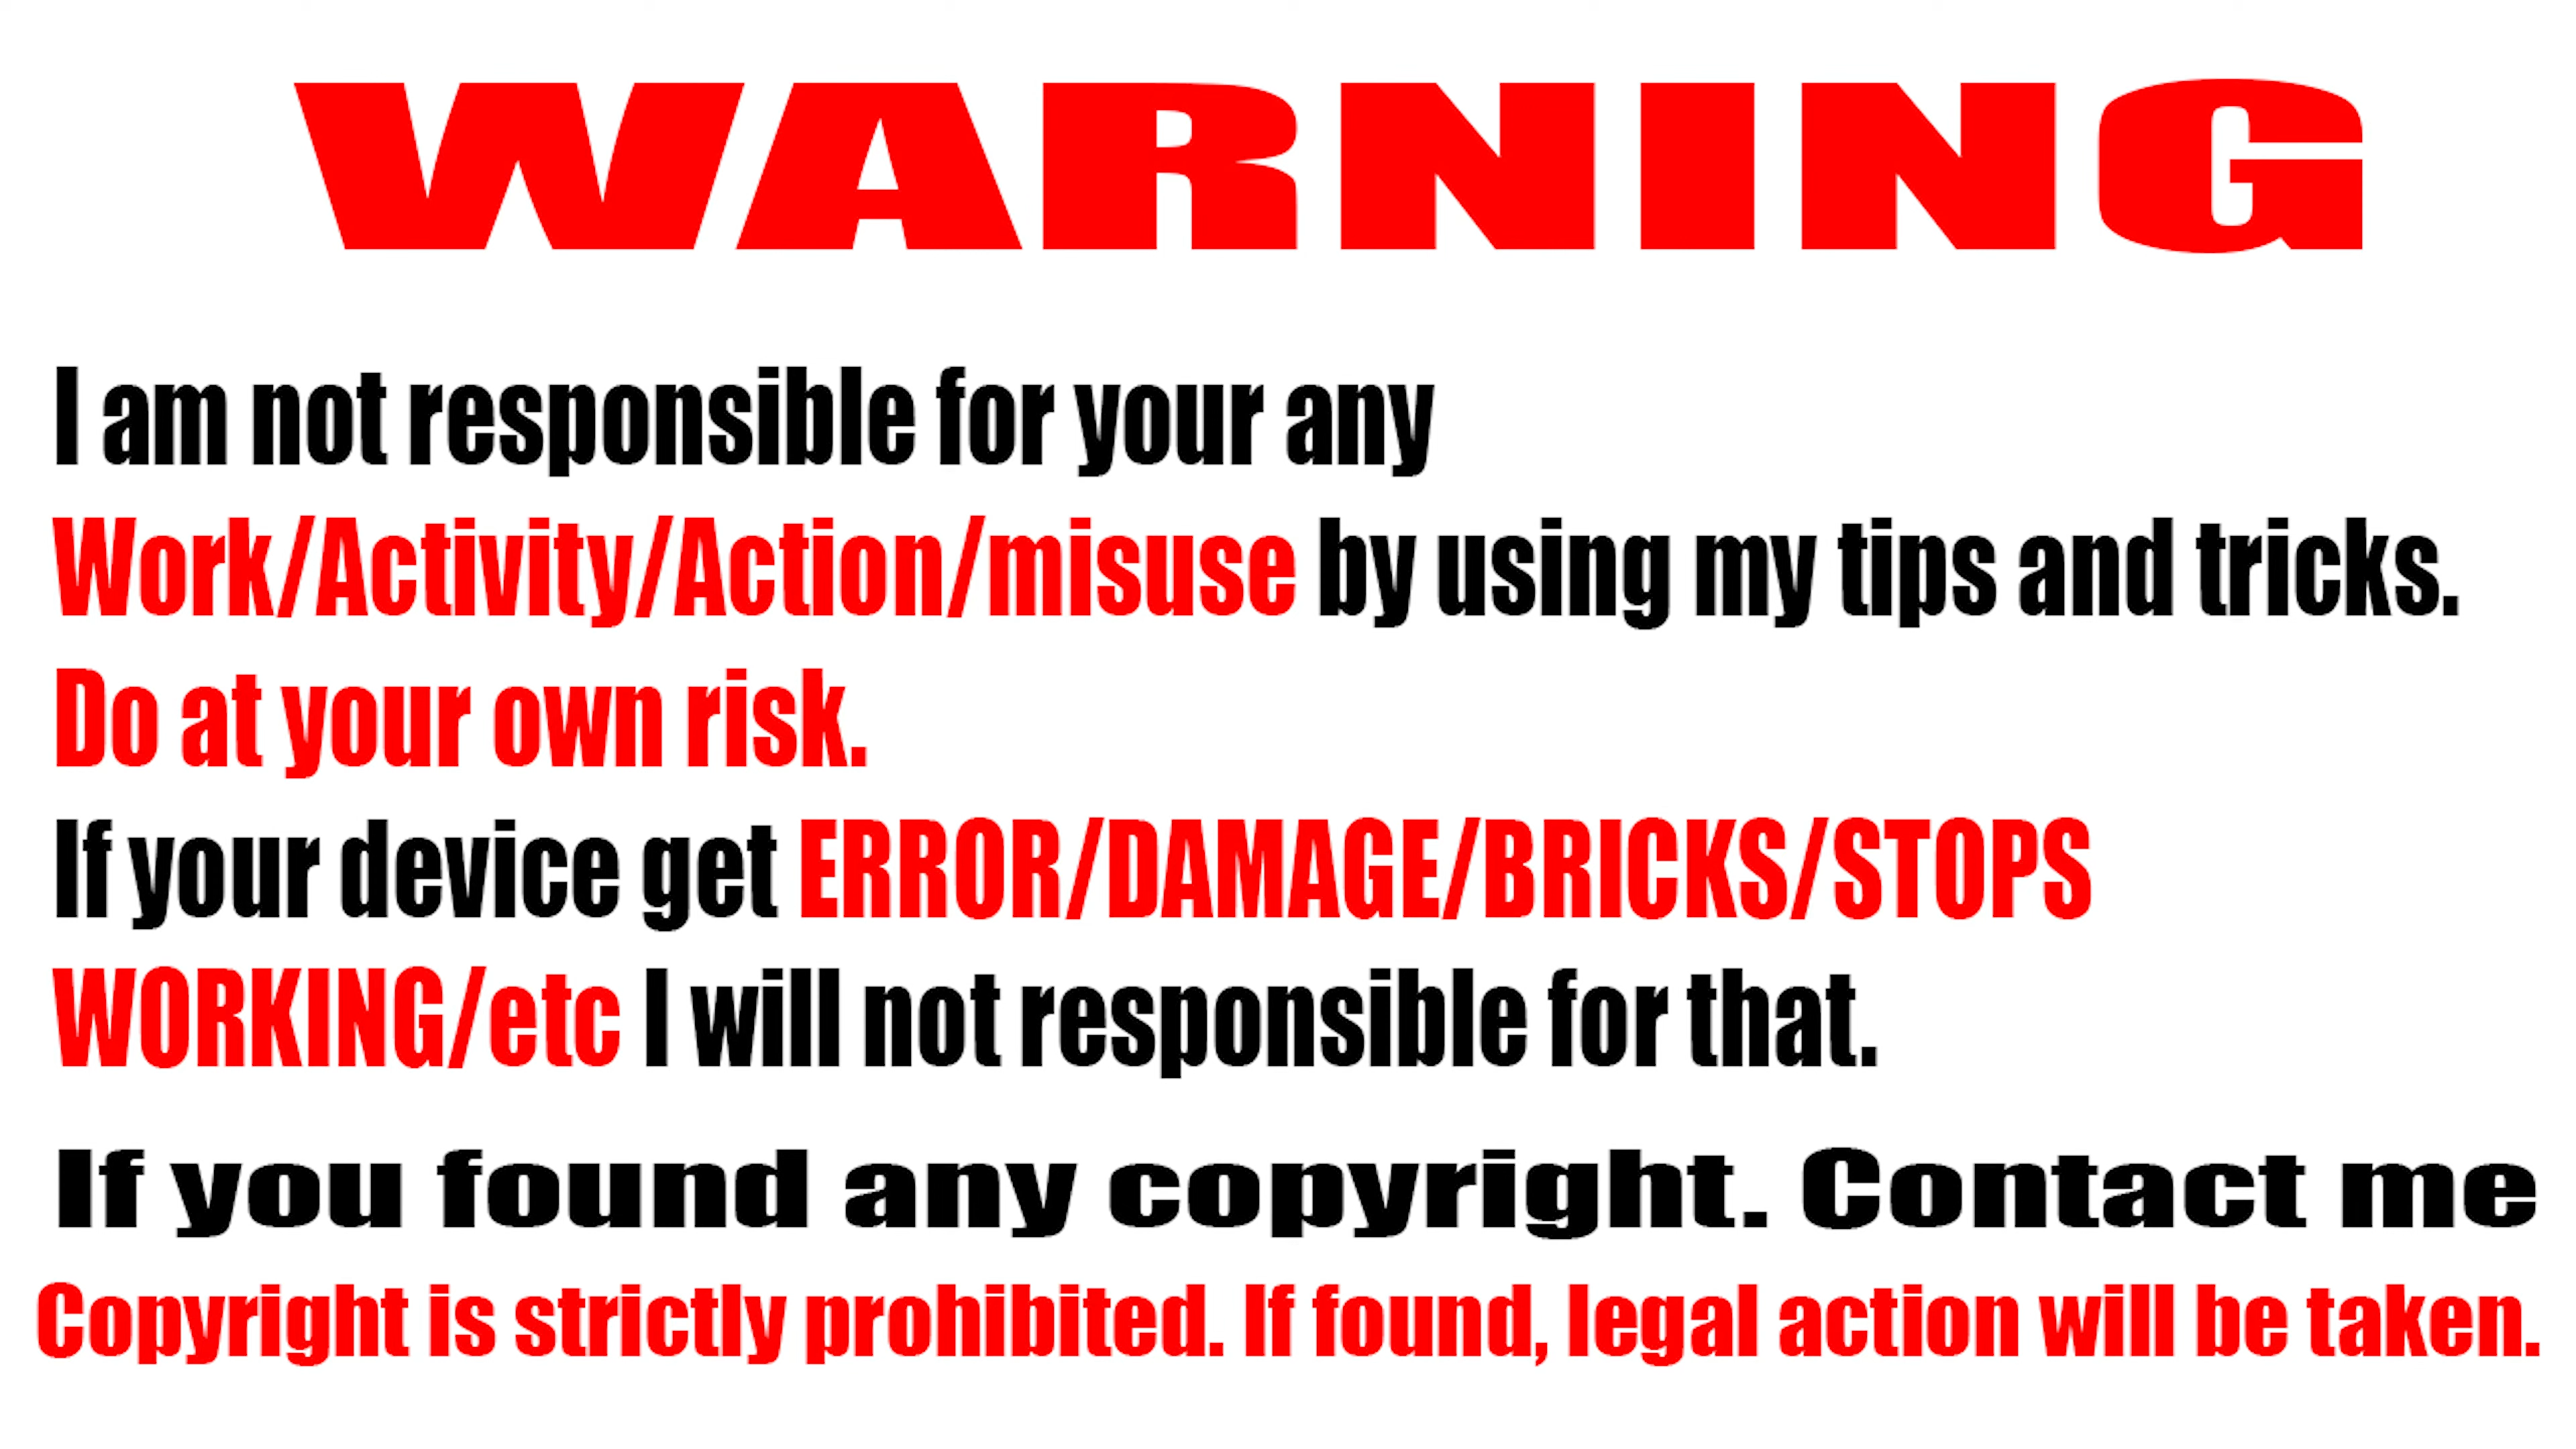 WARNING
I am not responsible for your any
Work/Activity/Action/misuse by using my tips and tricks.
Do at your own risk.
If your device get ERROR/DAMAGE/BRICKS/STOPS
WORKING/etc I will not responsible for that.
If you found any copyright. Contact me
Copyright is strictly prohibited. If found, legal action will be taken.